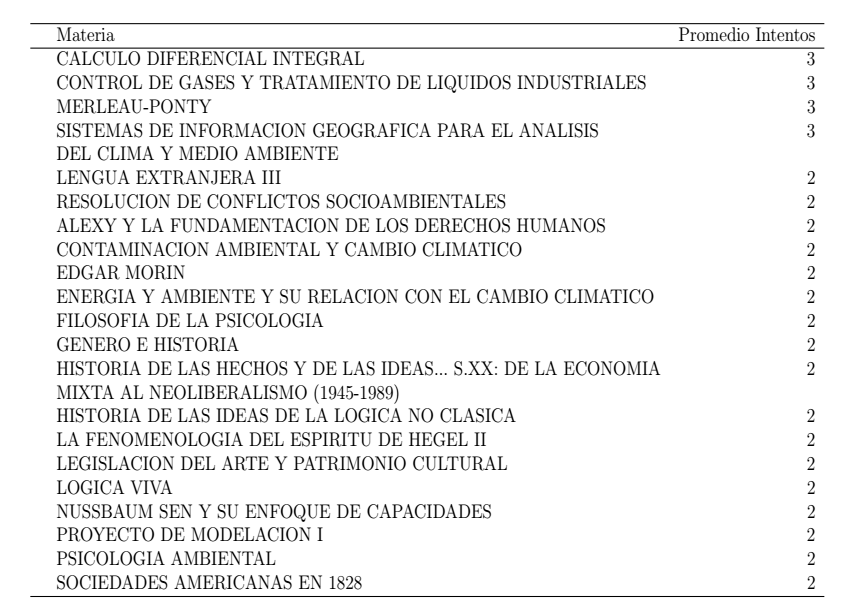 Materia Promedio Intentos
CALCULO DIFERENCIAL INTEGRAL 3
CONTROL DE GASES Y TRATAMIENTO DE LIQUIDOS INDUSTRIALES 3
MERLEAU-PONTY 3
SISTEMAS DE INFORMACION GEOGRAFICA PARA EL ANALISIS 3
DEL CLIMA Y MEDIO AMBIENTE
LENGUA EXTRANJERA III 2
RESOLUCION DE CONFLICTOS SOCIOAMBIENTALES 2
ALEXY Y LA FUNDAMENTACION DE LOS DERECHOS HUMANOS 2
CONTAMINACION AMBIENTAL Y CAMBIO CLIMATICO 2
EDGAR MORIN 2
ENERGIA Y AMBIENTE Y SU RELACION CON EL CAMBIO CLIMATICO 2
FILOSOFIA DE LA PSICOLOGIA 2
GENERO E HISTORIA 2
HISTORIA DE LAS HECHOS Y DE LAS IDEAS... S.XX: DE LA ECONOMIA 2
MIXTA AL NEOLIBERALISMO (1945-1989)
HISTORIA DE LAS IDEAS DE LA LOGICA NO CLASICA 2
LA FENOMENOLOGIA DEL ESPIRITU DE HEGEL II 2
LEGISLACION DEL ARTE Y PATRIMONIO CULTURAL 2
LOGICA VIVA 2
NUSSBAUM SEN Y SU ENFOQUE DE CAPACIDADES 2
PROYECTO DE MODELACION I 2
PSICOLOGIA AMBIENTAL 2
SOCIEDADES AMERICANAS EN 1828 2